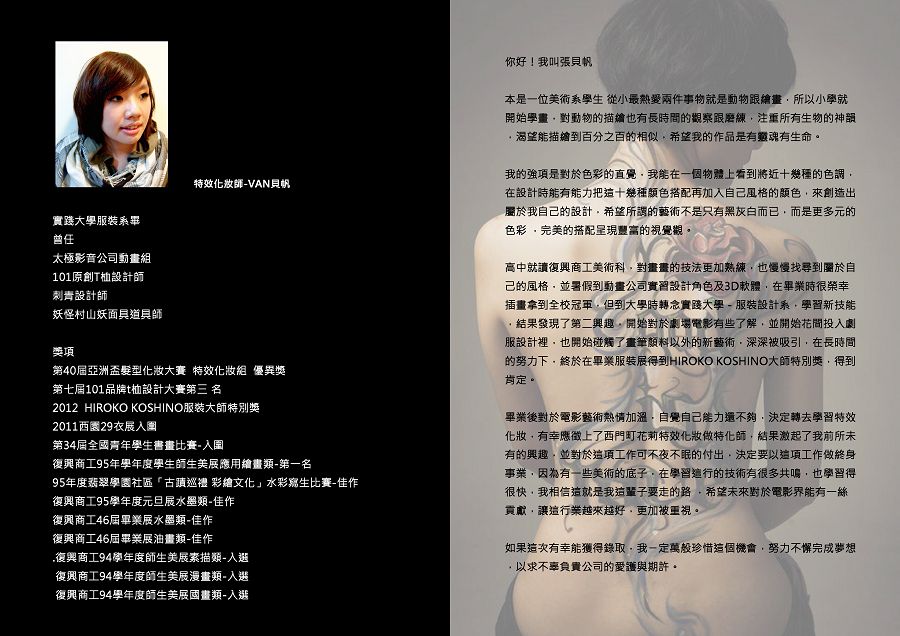 特效化妝師-VAN貝帆
實踐大學服裝系畢
曾任
太極影音公司動畫組
101原創T恤設計師
刺青設計師
妖怪村山妖面具道具師
獎項
第40届亞洲盃髮型化妝大賽 特效化妝組 優異獎
第七屆101品牌t恤設計大賽第三 名
2012 HIROKO KOSHINO服裝大師特別獎
2011西園29衣展入圍
第34屆全國青年學生書畫比賽-入圍
復興商工95年學年度學生師生美展應用繪畫類-第一名
95年度翡翠學園社區「古蹟巡禮 彩繪文化」水彩寫生比賽-佳作
復興商工95學年度元旦展水墨類-佳作
復興商工46屆畢業展水墨類-佳作
復興商工46屆畢業展油畫類-佳作
.復興商工94學年度師生美展素描類-入選
復興商工94學年度師生美展漫畫類-入選
復興商工94學年度師生美展國畫類-入選
你好！我叫張貝帆
本是一位美術系學生 從小最熱愛兩件事物就是動物跟繪畫，所以小學就
開始學畫，對動物的描繪也有長時間的觀察跟磨練，注重所有生物的神韻
，渴望能描繪到百分之百的相似，希望我的作品是有靈魂有生命。
我的強項是對於色彩的直覺，我能在一個物體上看到將近十幾種的色調，
在設計時能有能力把這十幾種顏色搭配再加入自己風格的顏色，來創造出
屬於我自己的設計，希望所謂的藝術不是只有黑灰白而已，而是更多元的
色彩 ，完美的搭配呈現豐富的視覺觀。
高中就讀復興商工美術科，對畫畫的技法更加熟練，也慢慢找尋到屬於自
己的風格，並暑假到動畫公司實習設計角色及3D軟體，在畢業時很榮幸
插畫拿到全校冠軍，但到大學時轉念實踐大學－服裝設計系，學習新技能
，結果發現了第二興趣，開始對於劇場電影有些了解，並開始花間投入劇
服設計裡，也開始碰觸了畫筆顏料以外的新藝術，深深被吸引，在長時間
的努力下，終於在畢業服裝展得到HIROKO KOSHINO大師特別獎，得到
肯定。
畢業後對於電影藝術熱情加溫，自覺自己能力還不夠，決定轉去學習特效
化妝，有幸應徵上了西門町花莉特效化妝做特化師，結果激起了我前所未
有的興趣，並對於這項工作可不夜不眠的付出，決定要以這項工作做終身
事業，因為有一些美術的底子，在學習這行的技術有很多共鳴，也學習得
很快，我相信這就是我這輩子要走的路 ，希望未來對於電影界能有一絲
貢獻，讓這行業越來越好，更加被重視。
如果這次有幸能獲得錄取，我一定萬般珍惜這個機會，努力不懈完成夢想
，以求不辜負貴公司的愛護與期許。